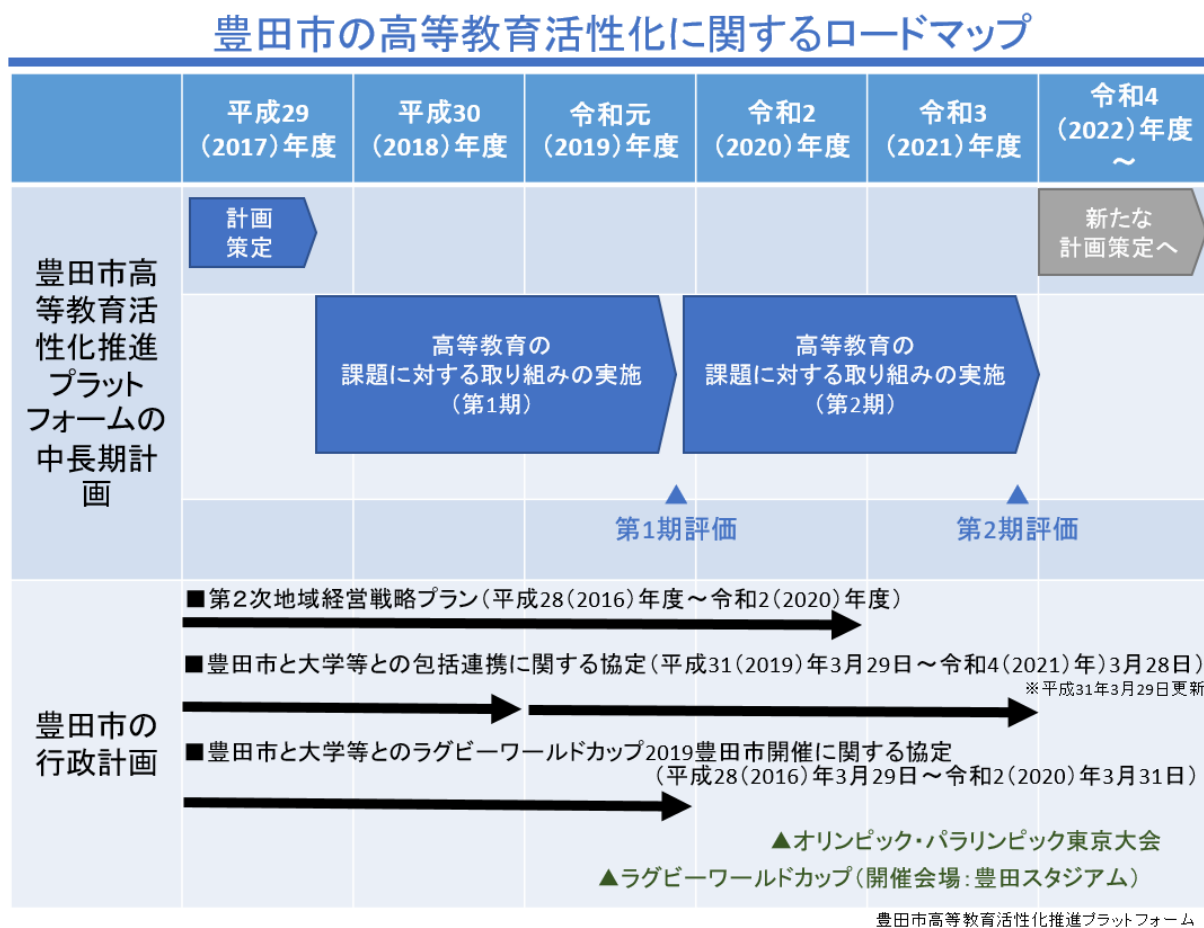 豊田市の高等教育活性化に関するロードマップ
平成29
(2017)年度
平成30
(2018)年度
令和元
(2019)年度
令和2
(2020)年度
令和3
(2021)年度
令和4
(2022)年度
～
豊田市高
等教育活
性化推進
プラット
フォームの
中長期計
画
計画
策定
新たな
計画策定へ
高等教育の
課題に対する取り組みの実施
(第1期)
高等教育の
課題に対する取り組みの実施
(第2期)
▲
第1期評価
▲
第2期評価
豊田市の
行政計画
■第２次地域経営戦略プラン(平成28(2016)年度～令和2(2020)年度)
■豊田市と大学等との包括連携に関する協定(平成31(2019)年3月29日～令和4(2021)年)3月28日)
※平成31年3月29日更新
■豊田市と大学等とのラグビーワールドカップ2019豊田市開催に関する協定
(平成28(2016)年3月29日～令和2(2020)年3月31日)
▲オリンピック・パラリンピック東京大会
▲ラグビーワールドカップ(開催会場：豊田スタジアム)
豊田市高等教育活性化推進プラットフォーム